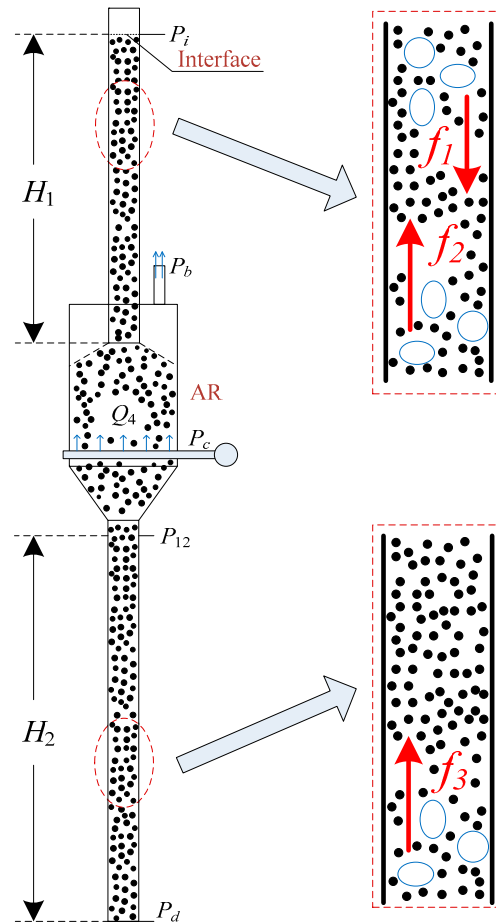 P_i
Interface
H_1
P_b
AR
Q_4
P_c
P_12
H_2
P_d
f_1
f_2
f_3